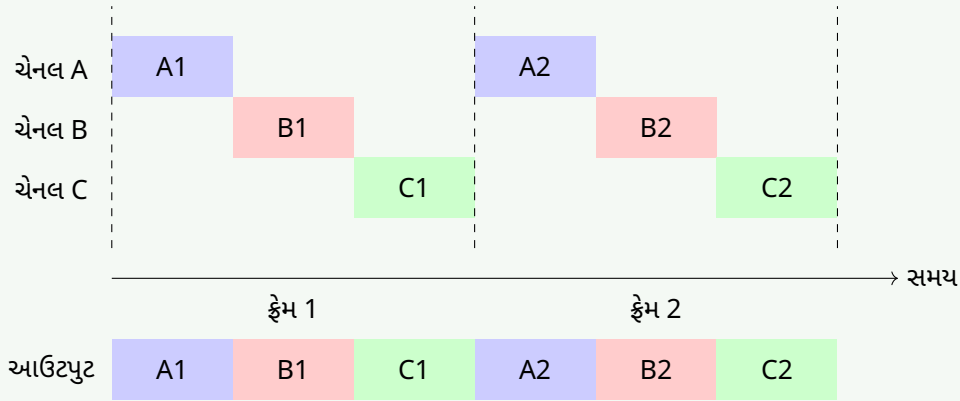 ચેનલ A A1 A2
ચેનલ B B1 B2
ચેનલ C C1 C2
સમય
ફ્રેમ 1 ફ્રેમ 2
આઉટપુટ A1 B1 C1 A2 B2 C2